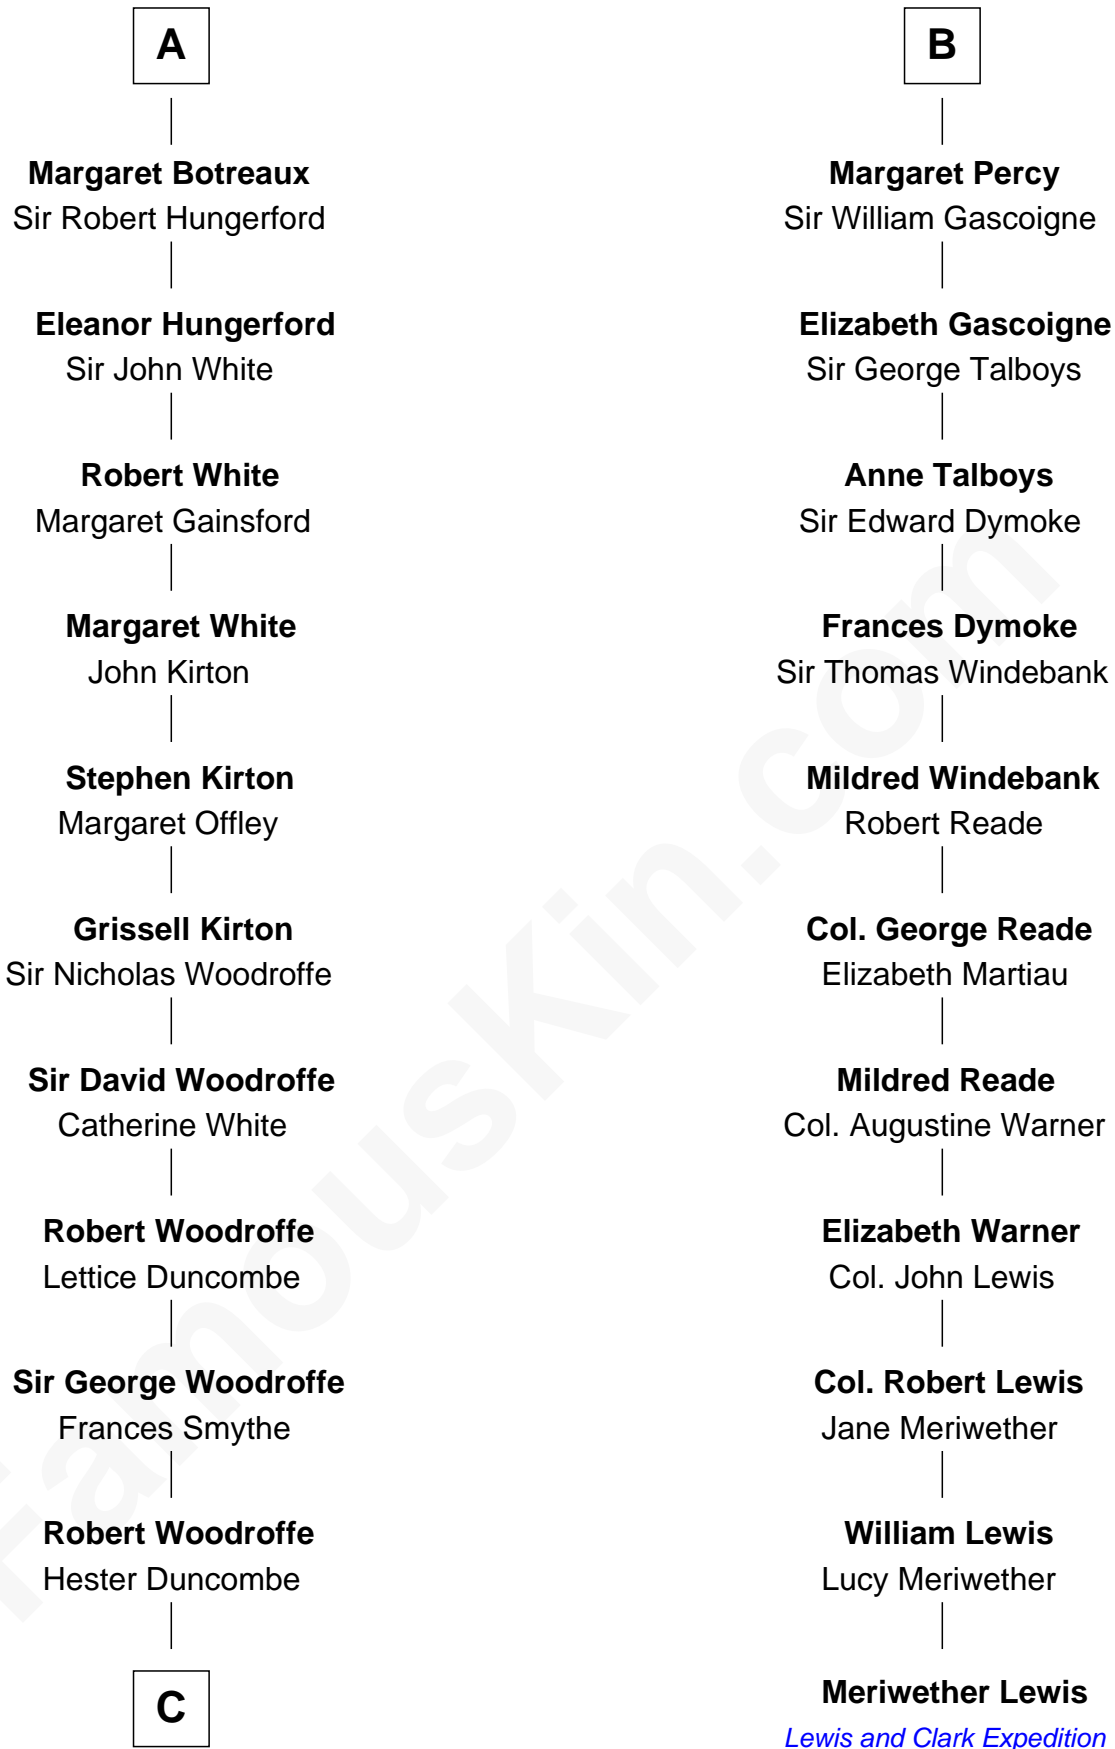 A
Margaret Botreaux
Sir Robert Hungerford
Eleanor Hungerford
Sir John White
Robert White
Margaret Gainsford
Margaret White
John Kirton
Stephen Kirton
Margaret Offley
Grissell Kirton
Sir Nicholas Woodroffe
Sir David Woodroffe
Catherine White
Robert Woodroffe
Lettice Duncombe
Sir George Woodroffe
Frances Smythe
Robert Woodroffe
Hester Duncombe
C
B
Margaret Percy
Sir William Gascoigne
Elizabeth Gascoigne
Sir George Talboys
Anne Talboys
Sir Edward Dymoke
Frances Dymoke
Sir Thomas Windebank
Mildred Windebank
Robert Reade
Col. George Reade
Elizabeth Martiau
Mildred Reade
Col. Augustine Warner
Elizabeth Warner
Col. John Lewis
Col. Robert Lewis
Jane Meriwether
William Lewis
Lucy Meriwether
Meriwether Lewis
Lewis and Clark Expedition
FamousKin.com